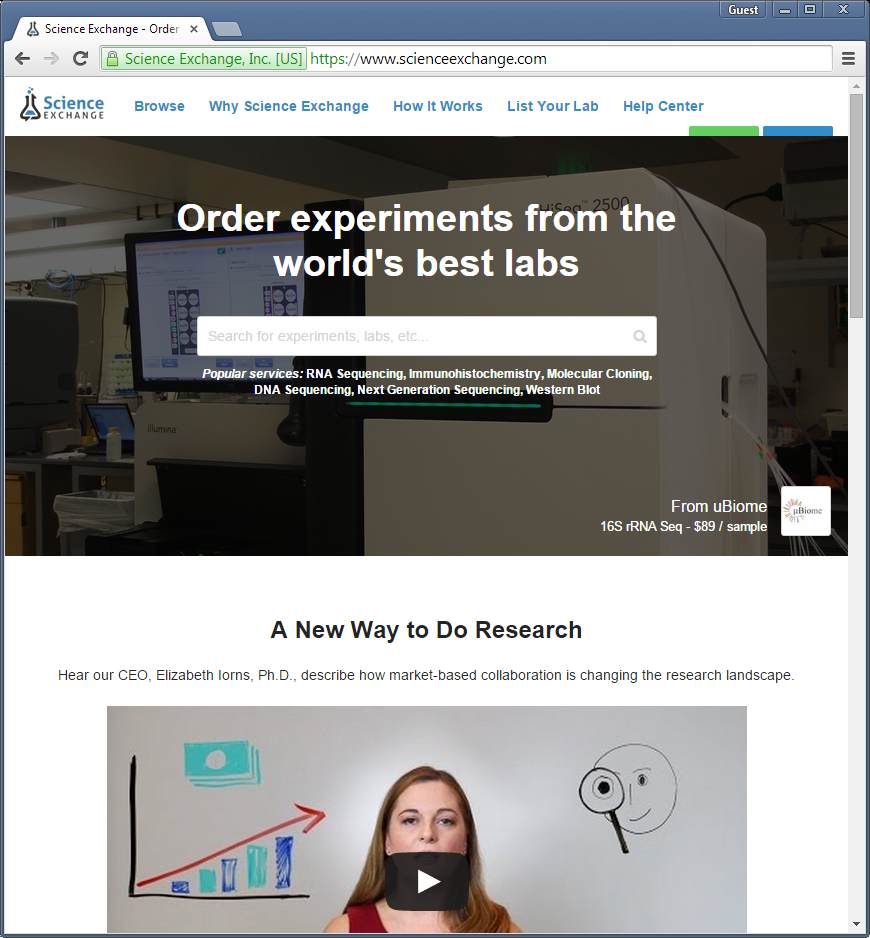 Guest
Science Exchange - Order
Science Exchange, Inc. [US] https://www.scienceexchange.com
Science
EXCHANGE
Browse Why Science Exchange How It Works List Your Lab Help Center
HiSeq™ 2500
Order experiments from the
world's best labs
Search for experiments, labs, etc...
Popular services: RNA Sequencing, Immunohistochemistry, Molecular Cloning,
DNA Sequencing, Next Generation Sequencing, Western Blot
illumina
From uBiome
16S rRNA Seq - $89 / sample
µBiome
A New Way to Do Research
Hear our CEO, Elizabeth Iorns, Ph.D., describe how market-based collaboration is changing the research landscape.